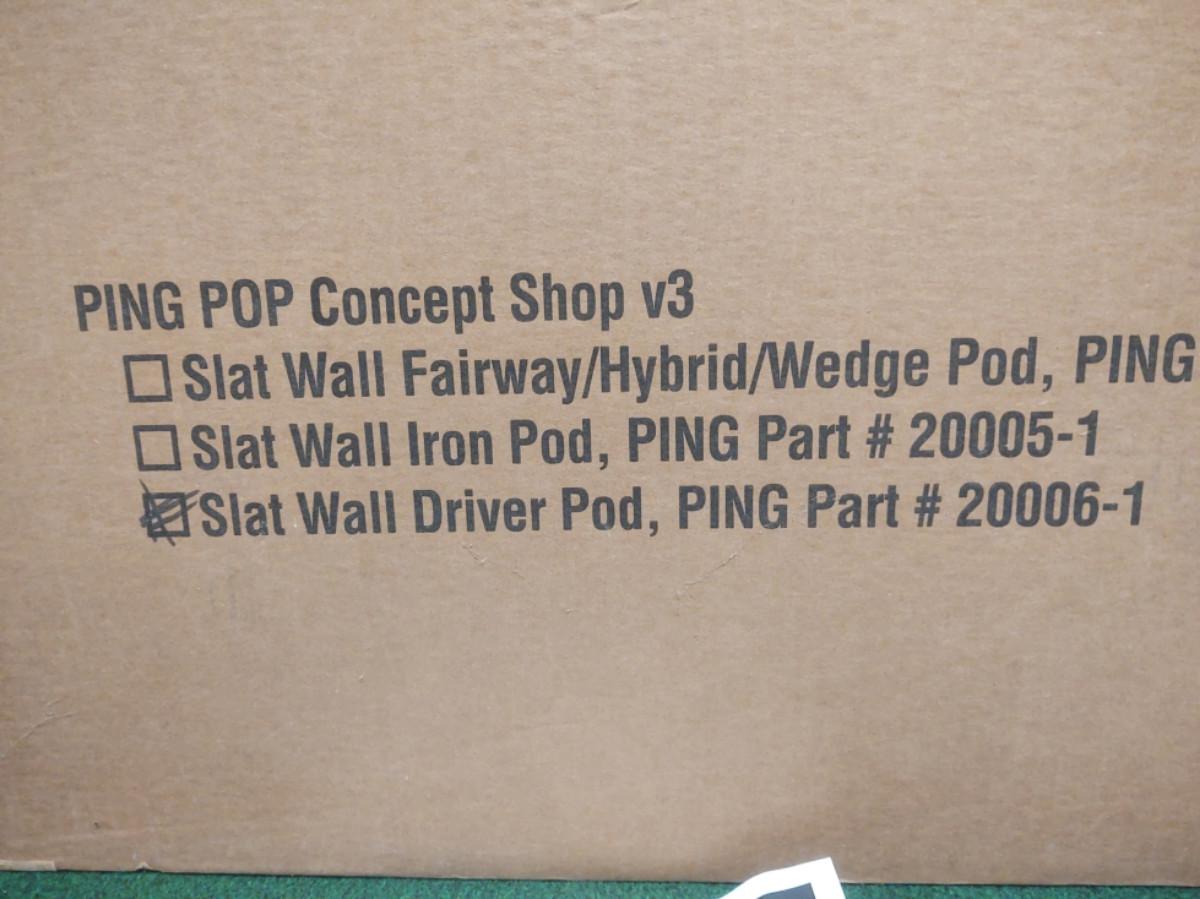 PING POP Concept Shop v3
Slat Wall Fairway/Hybrid/Wedge Pod, PING
Slat Wall Iron Pod, PING Part # 20005-1
Slat Wall Driver Pod, PING Part # 20006-1